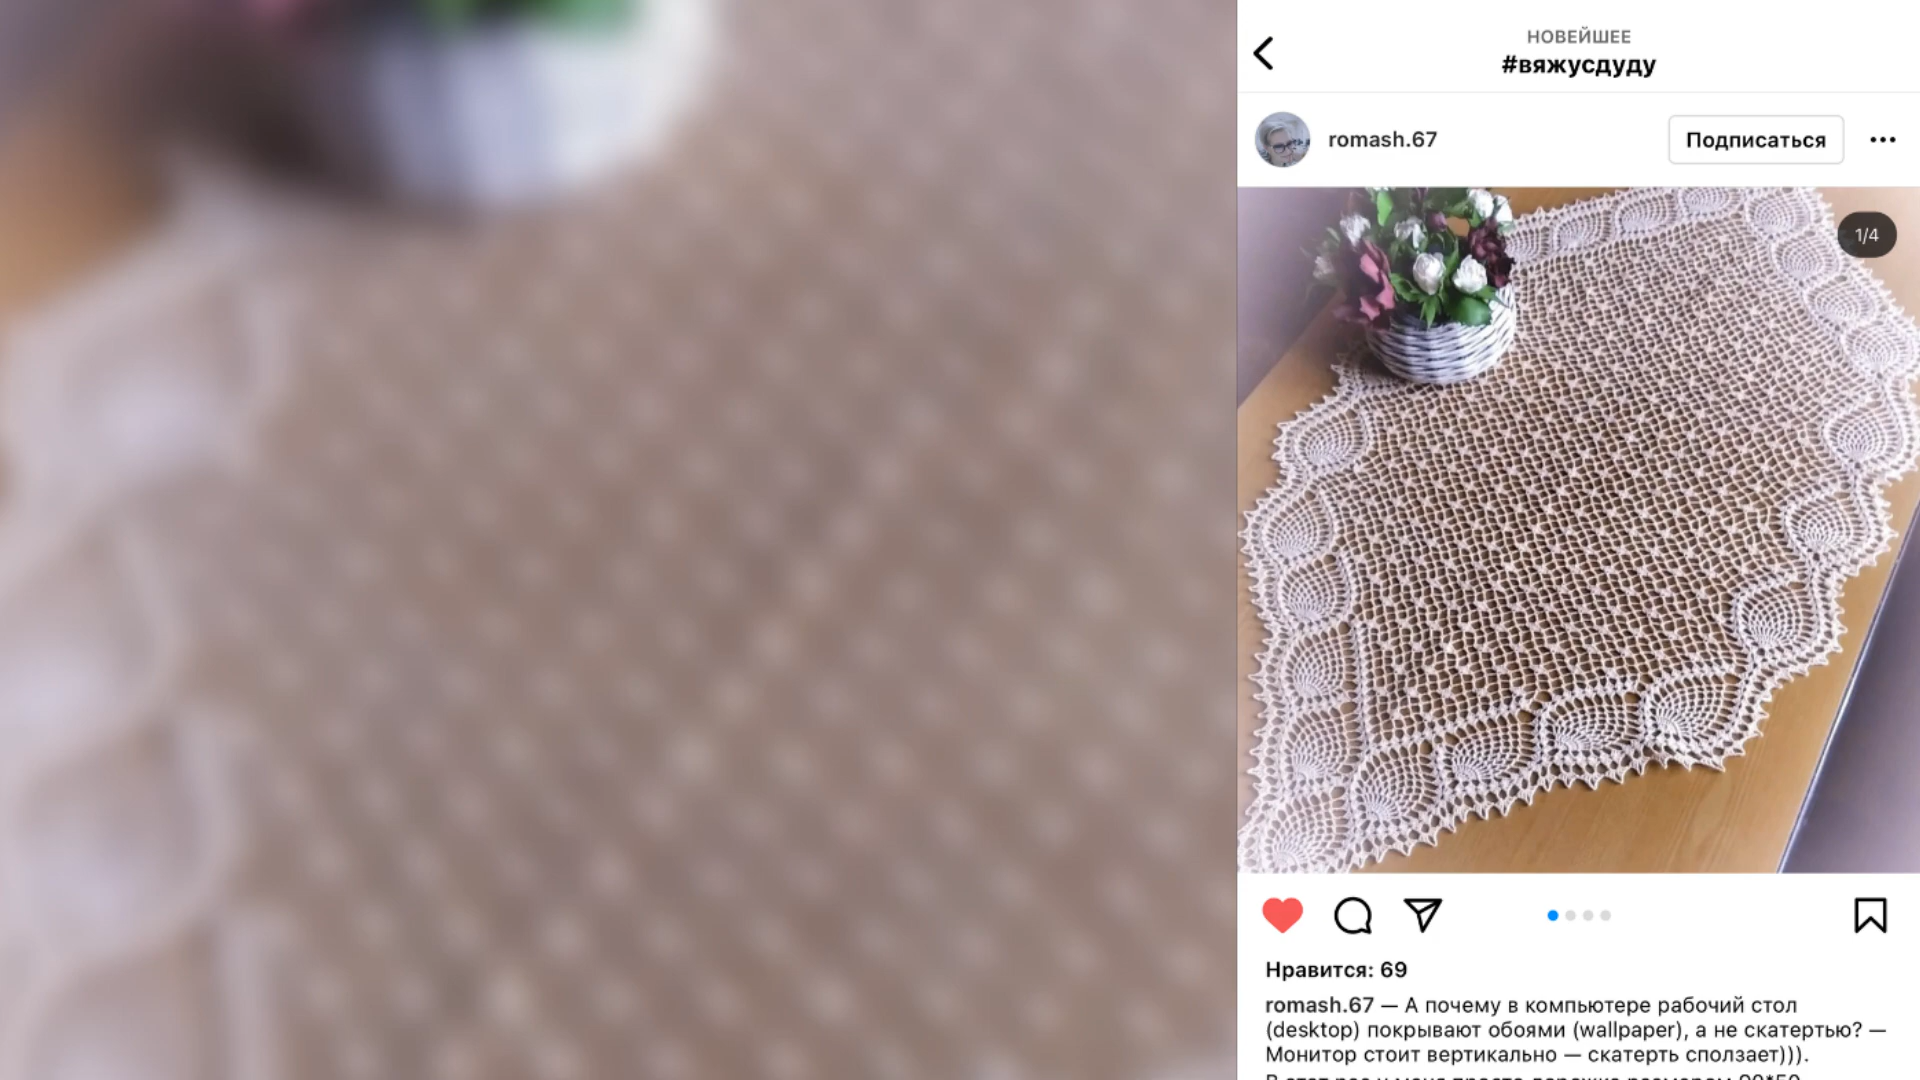 НОВЕЙШЕЕ
#вяжусдуду
romash.67
Подписаться
1/4
Нравится: 69
romash.67 — А почему в компьютере рабочий стол
(desktop) покрывают обоями (wallpaper), а не скатертью? —
Монитор стоит вертикально — скатерть сползает))).